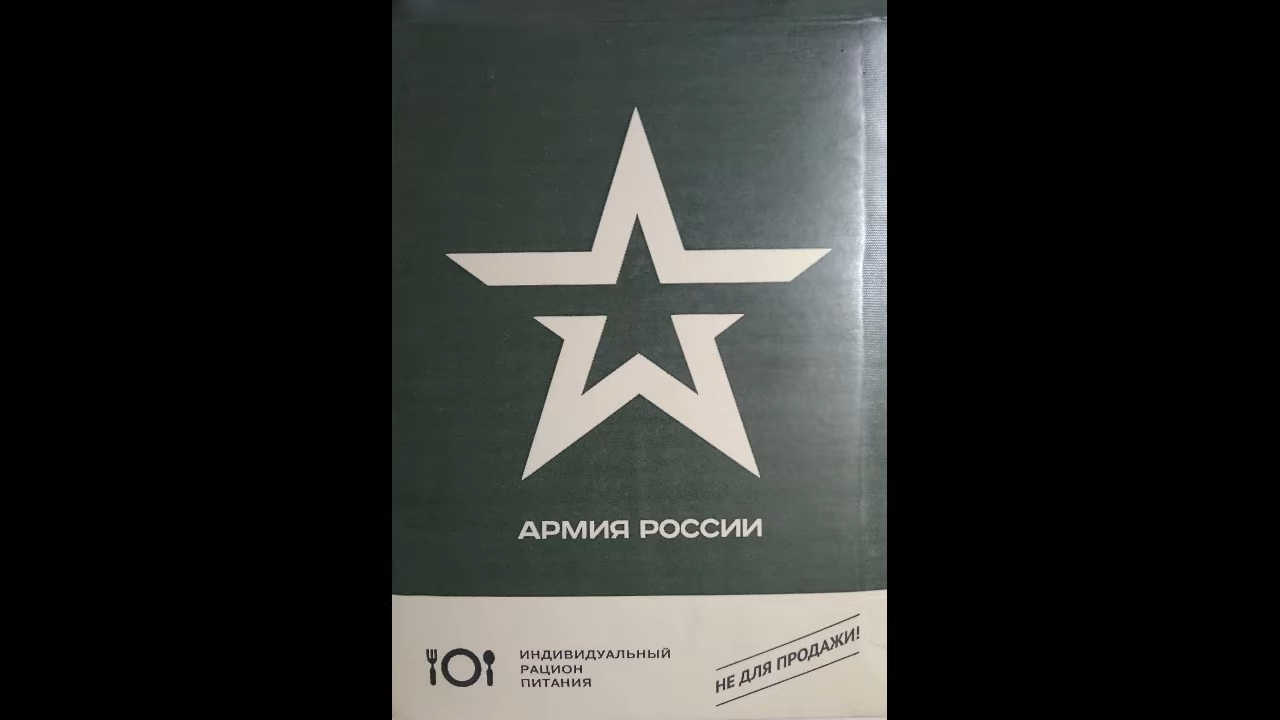 АРМИЯ РОССИИ
ИНДИВИДУАЛЬНЫЙ
РАЦИОН
ПИТАНИЯ
НЕ ДЛЯ ПРОДАЖИ!